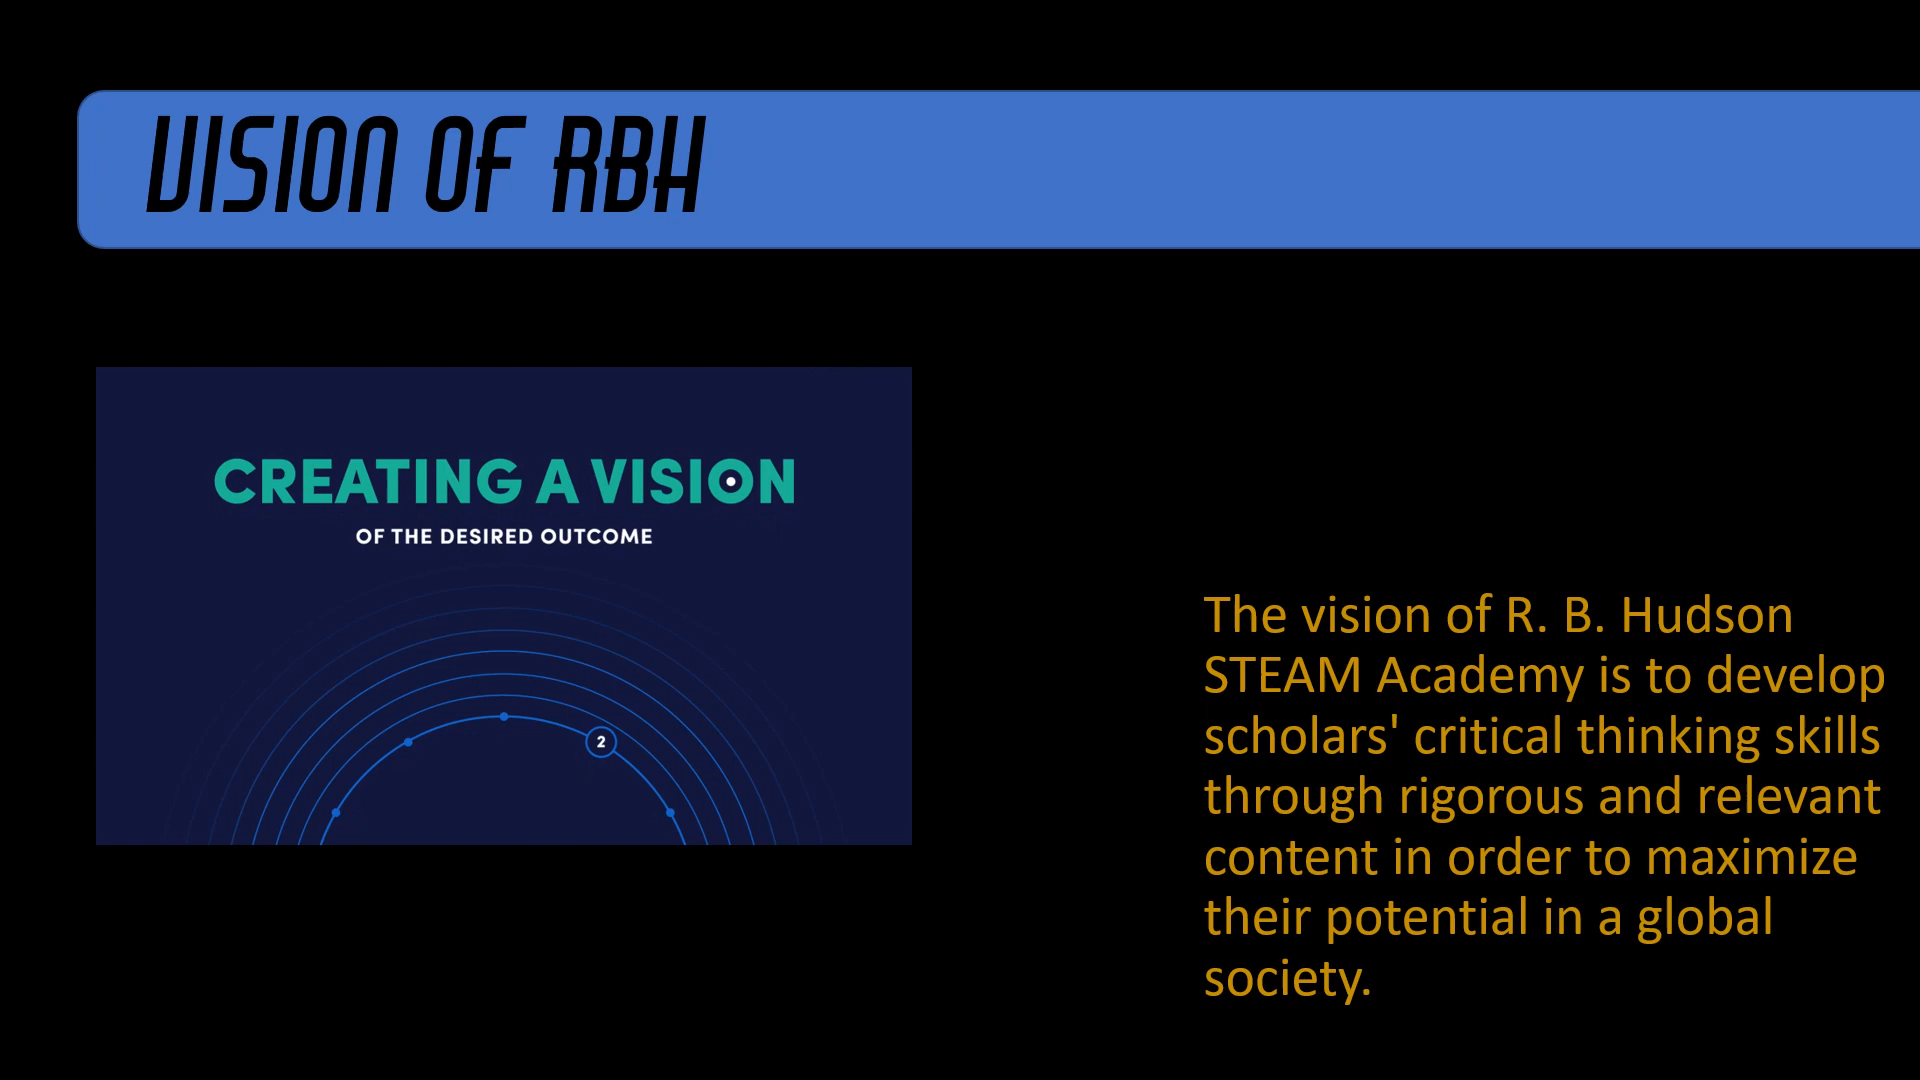 VISION OF RBH
CREATING A VISION
OF THE DESIRED OUTCOME
2
The vision of R. B. Hudson
STEAM Academy is to develop
scholars' critical thinking skills
through rigorous and relevant
content in order to maximize
their potential in a global
society.